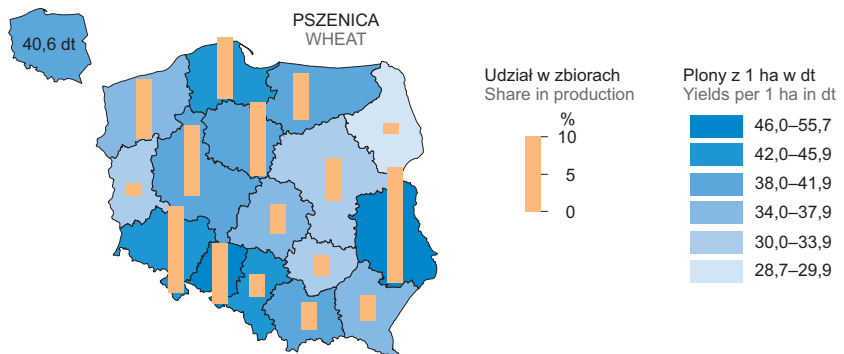 PSZENICA
WHEAT
40,6 dt
Udział w zbiorach
Share in production
%
10
5
0
Plony z 1 ha w dt
Yields per 1 ha in dt
46,0–55,7
42,0–45,9
38,0–41,9
34,0–37,9
30,0–33,9
28,7–29,9